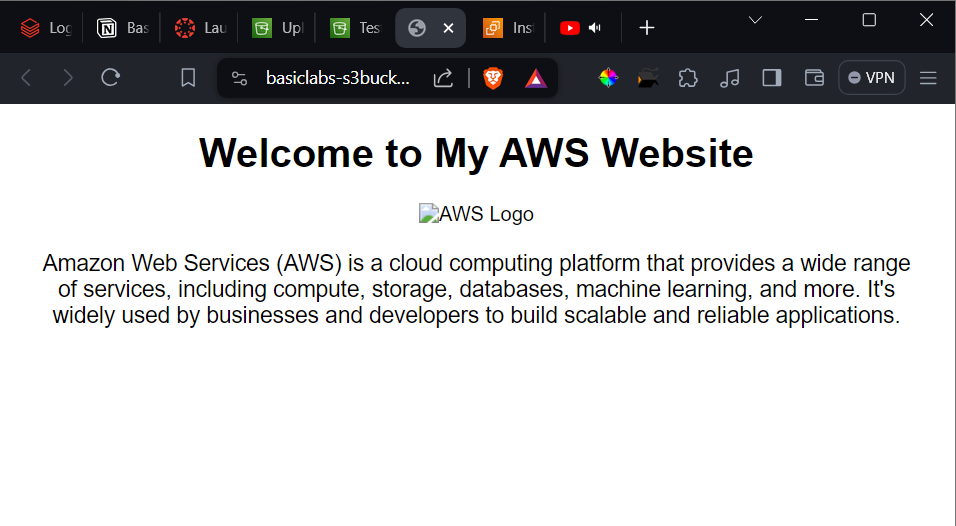 Log
Bas
Lau
Upl
Tes
Ins
basiclabs-s3buck...
VPN
Welcome to My AWS Website
AWS Logo
Amazon Web Services (AWS) is a cloud computing platform that provides a wide range
of services, including compute, storage, databases, machine learning, and more. It's
widely used by businesses and developers to build scalable and reliable applications.